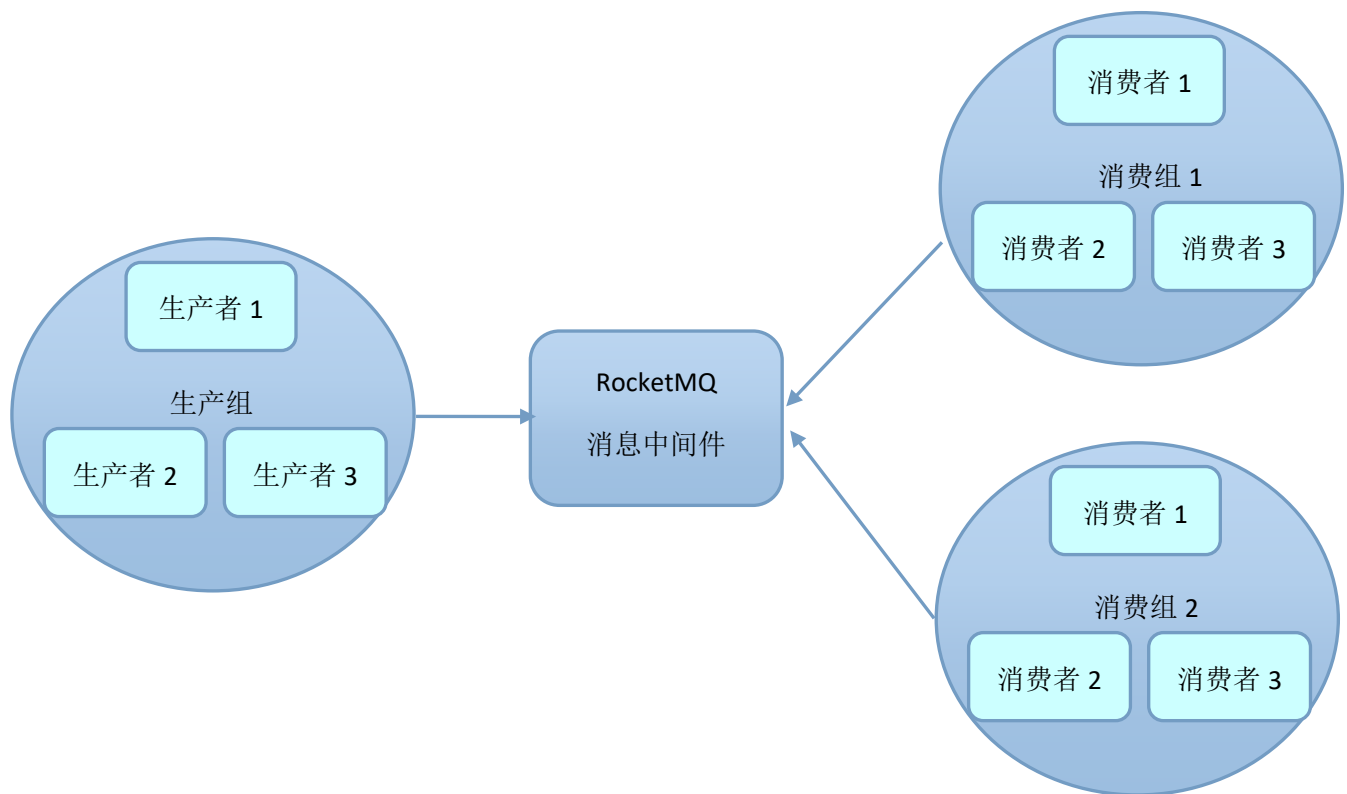 生产者 1
生产组
生产者 2
生产者 3
RocketMQ
消息中间件
消费者 1
消费组 1
消费者 2
消费者 3
消费者 1
消费组 2
消费者 2
消费者 3